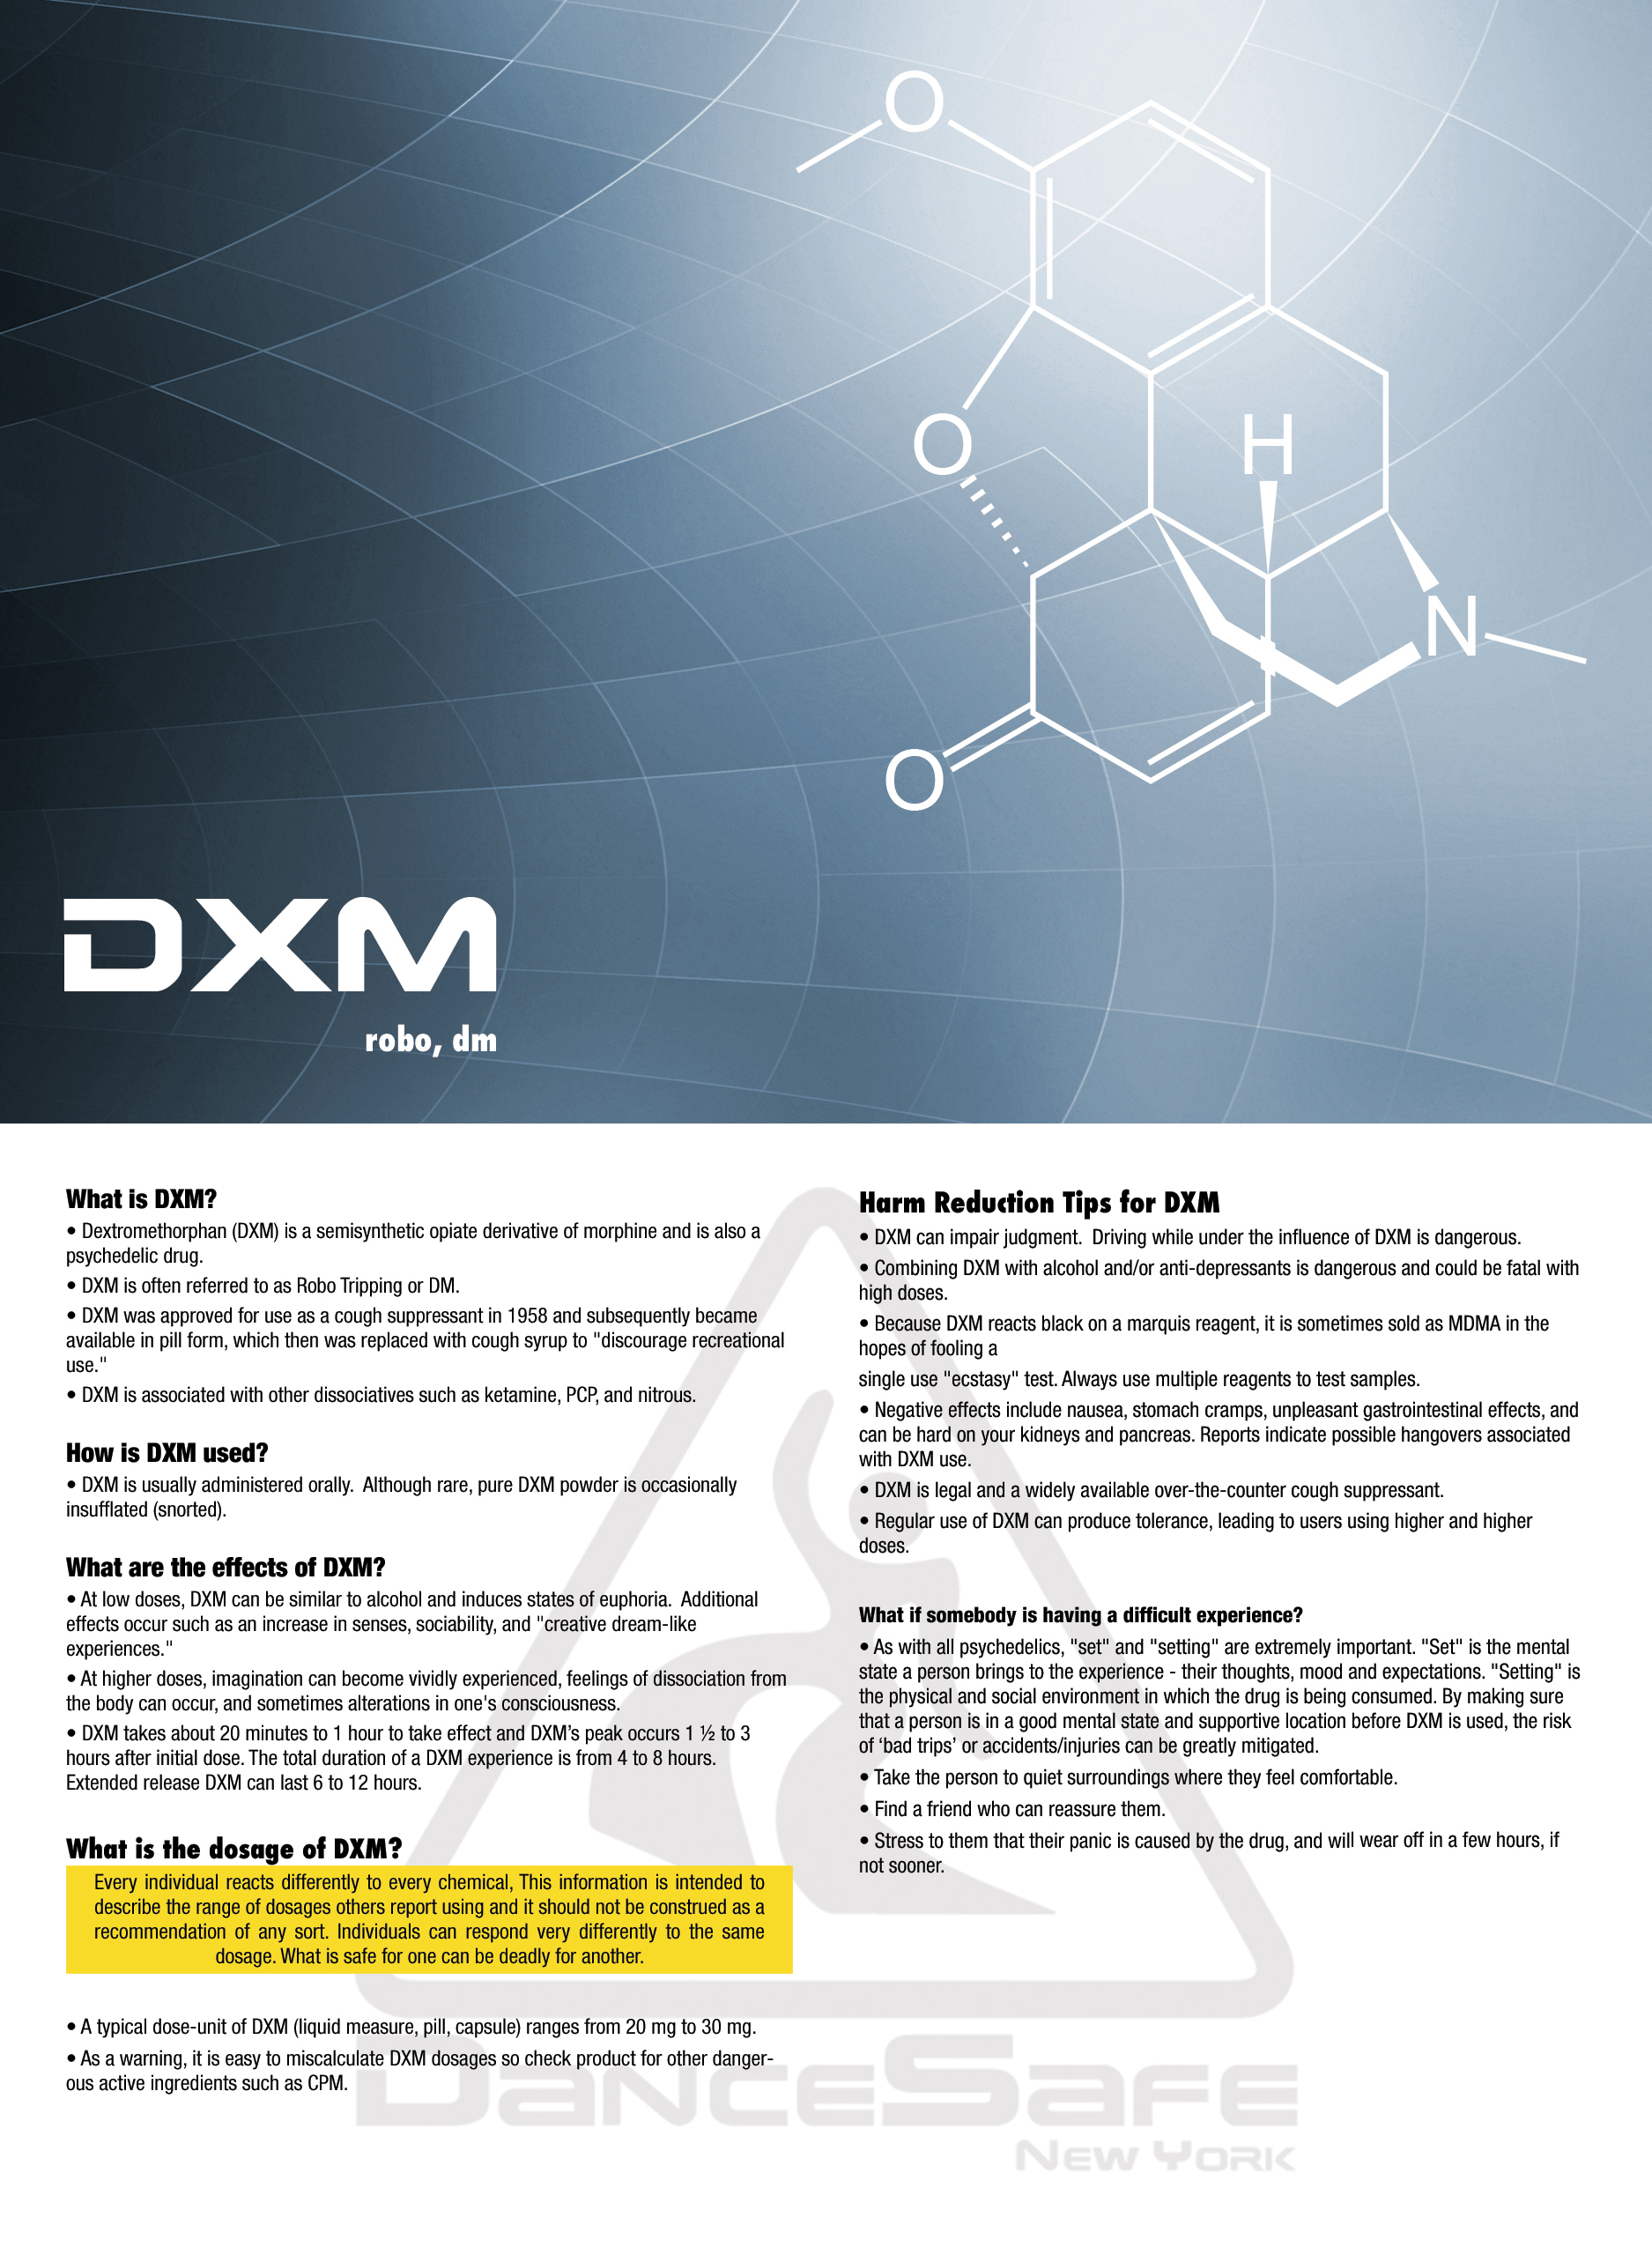 O
O
H
N
O
DXM
robo, dm
What is DXM?
• Dextromethorphan (DXM) is a semisynthetic opiate derivative of morphine and is also a
psychedelic drug.
• DXM is often referred to as Robo Tripping or DM.
• DXM was approved for use as a cough suppressant in 1958 and subsequently became
available in pill form, which then was replaced with cough syrup to "discourage recreational
use."
• DXM is associated with other dissociatives such as ketamine, PCP, and nitrous.
How is DXM used?
• DXM is usually administered orally.  Although rare, pure DXM powder is occasionally
insufflated (snorted).
What are the effects of DXM?
• At low doses, DXM can be similar to alcohol and induces states of euphoria.  Additional
effects occur such as an increase in senses, sociability, and "creative dream-like
experiences."
• At higher doses, imagination can become vividly experienced, feelings of dissociation from
the body can occur, and sometimes alterations in one's consciousness.
• DXM takes about 20 minutes to 1 hour to take effect and DXM’s peak occurs 1 ½ to 3
hours after initial dose. The total duration of a DXM experience is from 4 to 8 hours.
Extended release DXM can last 6 to 12 hours.
What is the dosage of DXM?
Every individual reacts differently to every chemical, This information is intended to
describe the range of dosages others report using and it should not be construed as a
recommendation of any sort. Individuals can respond very differently to the same
dosage. What is safe for one can be deadly for another.
• A typical dose-unit of DXM (liquid measure, pill, capsule) ranges from 20 mg to 30 mg.
• As a warning, it is easy to miscalculate DXM dosages so check product for other danger-
ous active ingredients such as CPM.
Harm Reduction Tips for DXM
• DXM can impair judgment.  Driving while under the influence of DXM is dangerous.
• Combining DXM with alcohol and/or anti-depressants is dangerous and could be fatal with
high doses.
• Because DXM reacts black on a marquis reagent, it is sometimes sold as MDMA in the
hopes of fooling a
single use "ecstasy" test. Always use multiple reagents to test samples.
• Negative effects include nausea, stomach cramps, unpleasant gastrointestinal effects, and
can be hard on your kidneys and pancreas. Reports indicate possible hangovers associated
with DXM use.
• DXM is legal and a widely available over-the-counter cough suppressant.
• Regular use of DXM can produce tolerance, leading to users using higher and higher
doses.
What if somebody is having a difficult experience?
• As with all psychedelics, "set" and "setting" are extremely important. "Set" is the mental
state a person brings to the experience - their thoughts, mood and expectations. "Setting" is
the physical and social environment in which the drug is being consumed. By making sure
that a person is in a good mental state and supportive location before DXM is used, the risk
of ‘bad trips’ or accidents/injuries can be greatly mitigated.
• Take the person to quiet surroundings where they feel comfortable.
• Find a friend who can reassure them.
• Stress to them that their panic is caused by the drug, and will wear off in a few hours, if
not sooner.
DanceSafe
New York